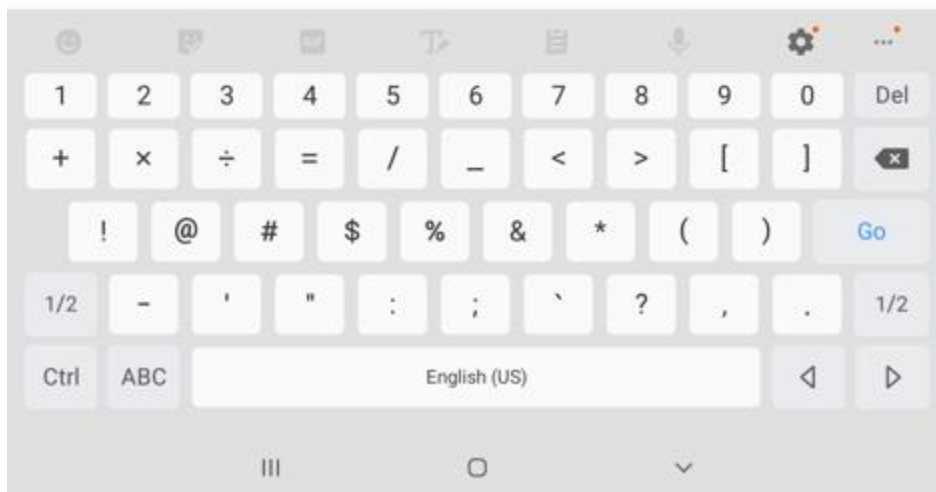 1 2 3 4 5 6 7 8 9 0 Del
+ × ÷ = / _ < > [ ]
! @ # $ % & * ( ) Go
1/2 - ' " : ; ` ? , . 1/2
Ctrl ABC English (US)